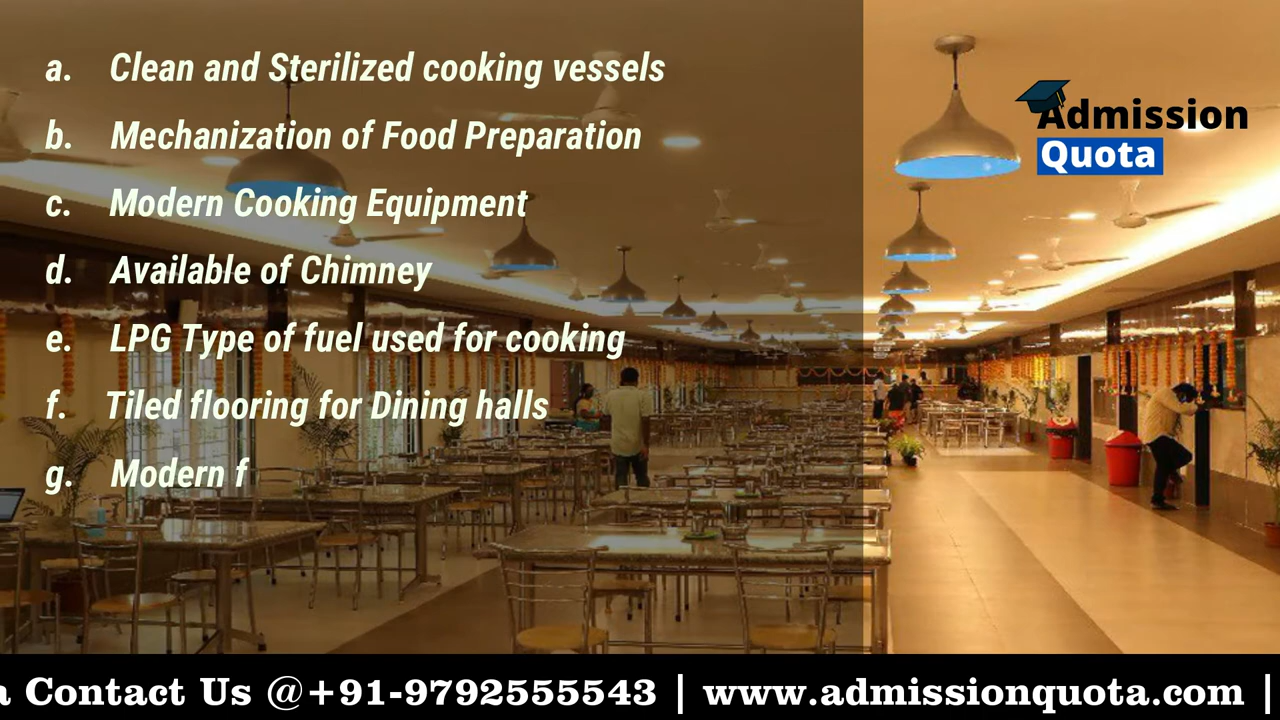 a. Clean and Sterilized cooking vessels
b. Mechanization of Food Preparation
c. Modern Cooking Equipment
d. Available of Chimney
e. LPG Type of fuel used for cooking
f. Tiled flooring for Dining halls
g. Modern f
Admission
Quota
a Contact Us @+91-9792555543 | www.admissionquota.com |